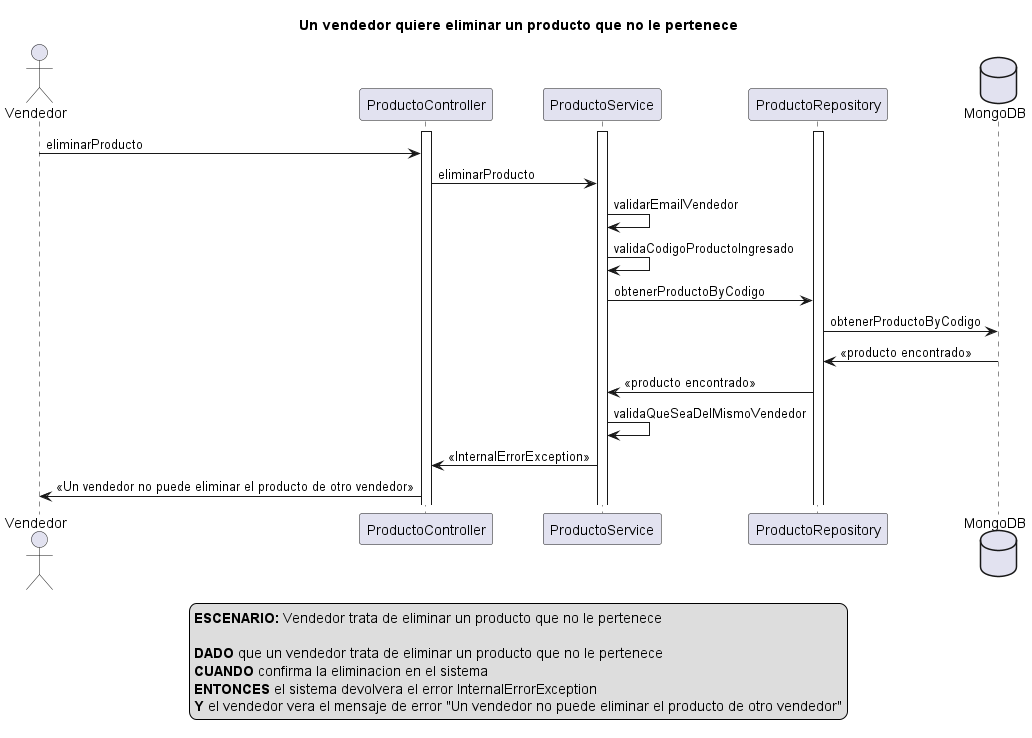 Un vendedor quiere eliminar un producto que no le pertenece
Vendedor
ProductoController
ProductoService
ProductoRepository
MongoDB
eliminarProducto
eliminarProducto
validarEmailVendedor
validaCodigoProductoIngresado
obtenerProductoByCodigo
obtenerProductoByCodigo
«producto encontrado»
«producto encontrado»
validaQueSeaDelMismoVendedor
«InternalErrorException»
«Un vendedor no puede eliminar el producto de otro vendedor»
Vendedor
ProductoController
ProductoService
ProductoRepository
MongoDB
ESCENARIO: Vendedor trata de eliminar un producto que no le pertenece
DADO que un vendedor trata de eliminar un producto que no le pertenece
CUANDO confirma la eliminacion en el sistema
ENTONCES el sistema devolvera el error InternalErrorException
Y el vendedor vera el mensaje de error "Un vendedor no puede eliminar el producto de otro vendedor"